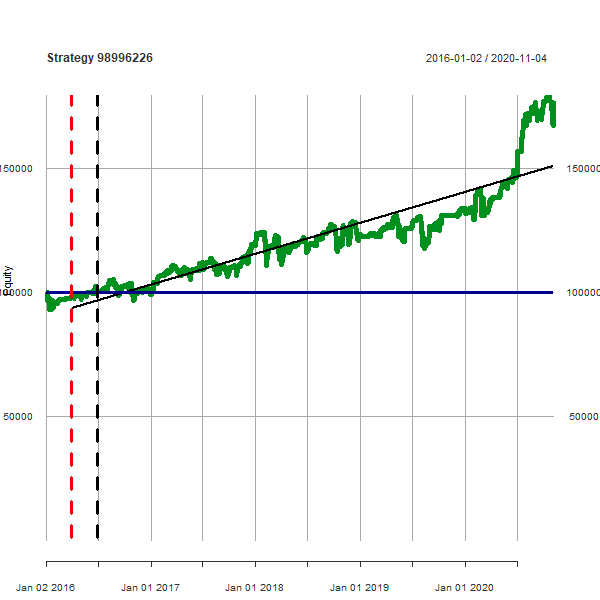 Strategy 98996226
2016-01-02 / 2020-11-04
150000
150000
Equity
100000
100000
50000
50000
Jan 02 2016
Jan 01 2017
Jan 01 2018
Jan 01 2019
Jan 01 2020